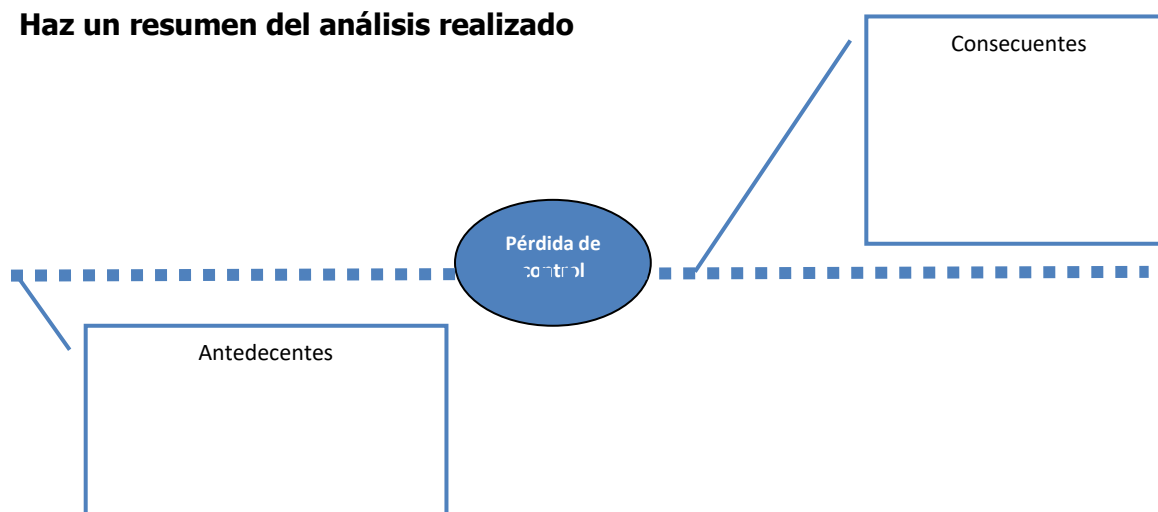 Haz un resumen del análisis realizado
Consecuentes
Pérdida de
control
Antedecentes